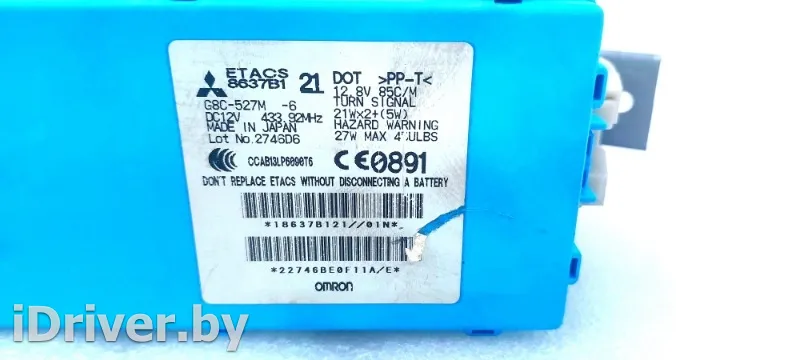 ETACS
8637B1 21
G8C-527M -6
DC12V 433.92MHz
MADE IN JAPAN
Lot No.2746D6
DOT >PP-T<
12.8V 85C/M
TURN SIGNAL
21W×2+(5W)
HAZARD WARNING
27W MAX 4 ULBS
CCAB13LP6090T6
CE0891
DON'T REPLACE ETACS WITHOUT DISCONNECTING A BATTERY
*18637B121//01N*
*22746BE0F11A/E*
OMRON
iDriver.by